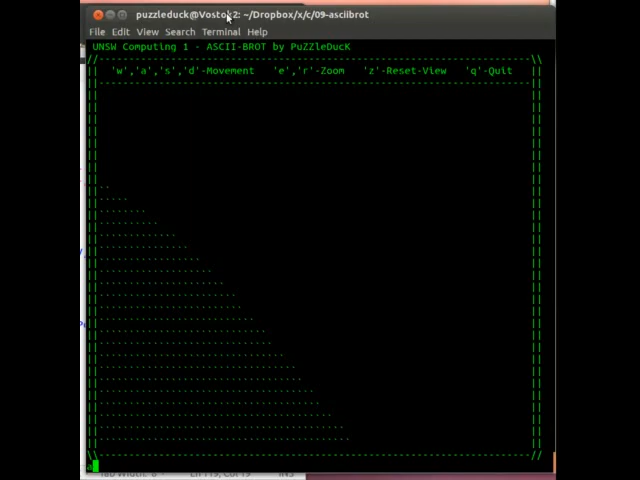 puzzleduck@Vostok2: ~/Dropbox/x/c/09-asciibrot
File Edit View Search Terminal Help
UNSW Computing 1 - ASCII-BROT by PuZZleDucK
'w','a','s','d'-Movement 'e','r'-Zoom 'z'-Reset-View 'q'-Quit